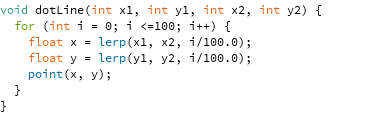 void dotLine(int x1, int y1, int x2, int y2) {
  for (int i = 0; i <=100; i++) {
    float x = lerp(x1, x2, i/100.0);
    float y = lerp(y1, y2, i/100.0);
    point(x, y);
  }
}